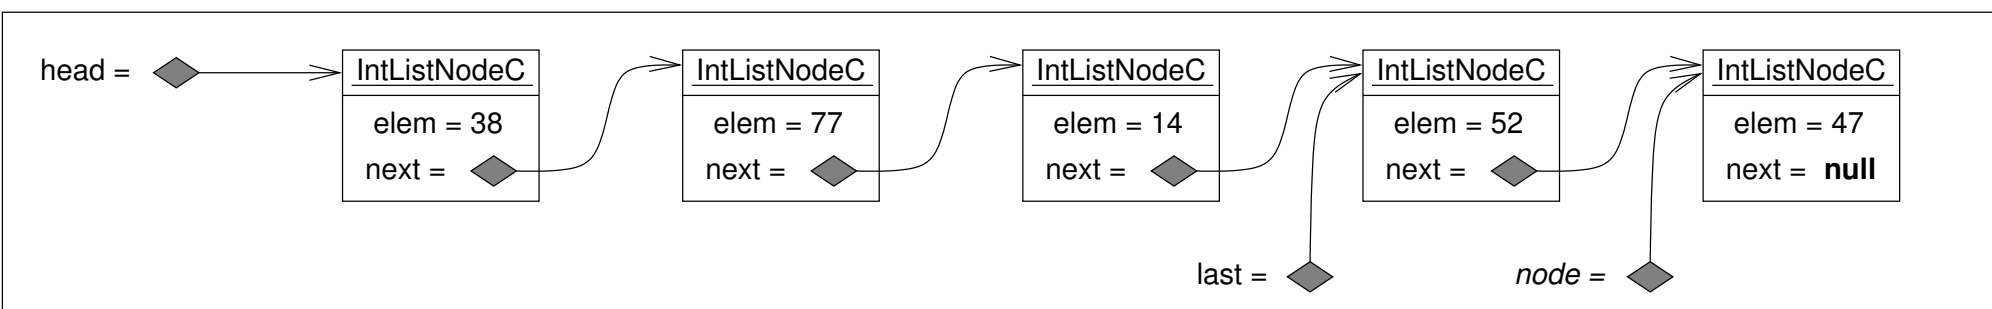 head = IntListNodeC IntListNodeC IntListNodeC IntListNodeC IntListNodeC
elem = 38 elem = 77 elem = 14 elem = 52 elem = 47
next = next = next = next = next = null
last = node =